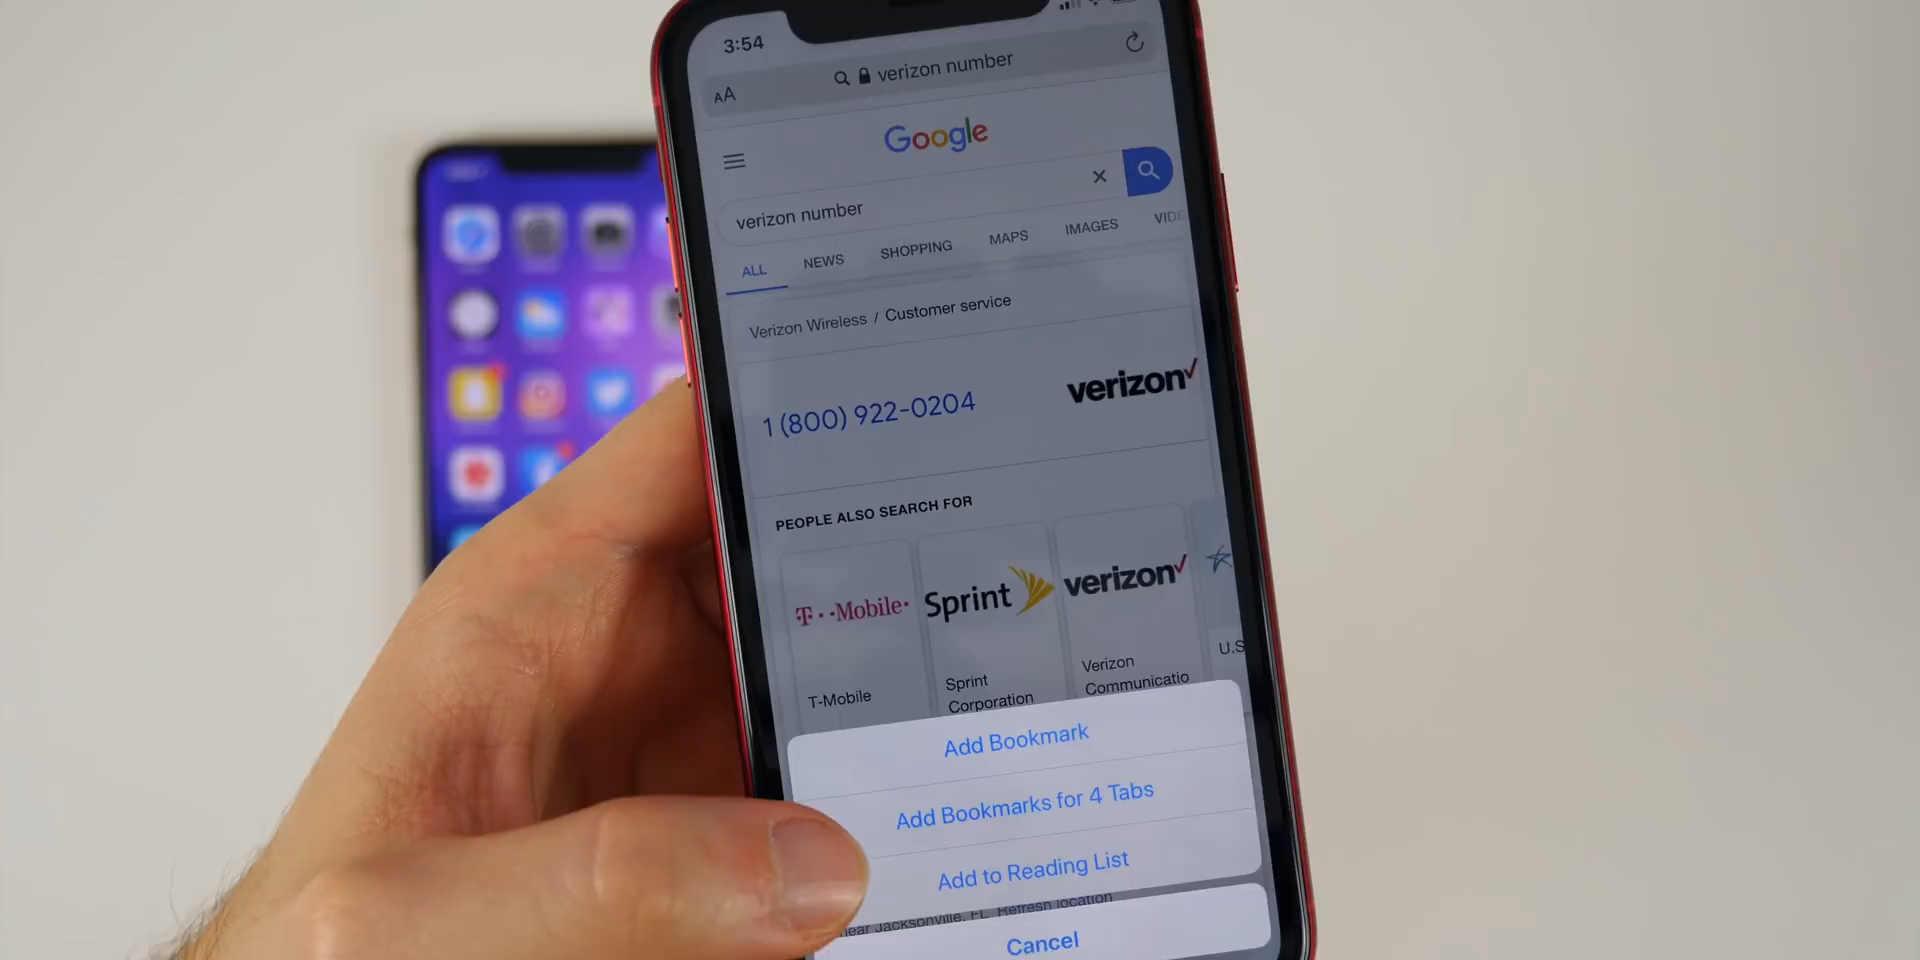 3:54
AA
verizon number
Google
verizon number
ALL NEWS SHOPPING MAPS IMAGES VIDE
Verizon Wireless / Customer service
1 (800) 922-0204
verizon
PEOPLE ALSO SEARCH FOR
T··Mobile·
Sprint
verizon
T-Mobile
Sprint
Corporation
Verizon
Communicatio
U.S
Add Bookmark
Add Bookmarks for 4 Tabs
Add to Reading List
near Jacksonville, FL Refresh location
Cancel